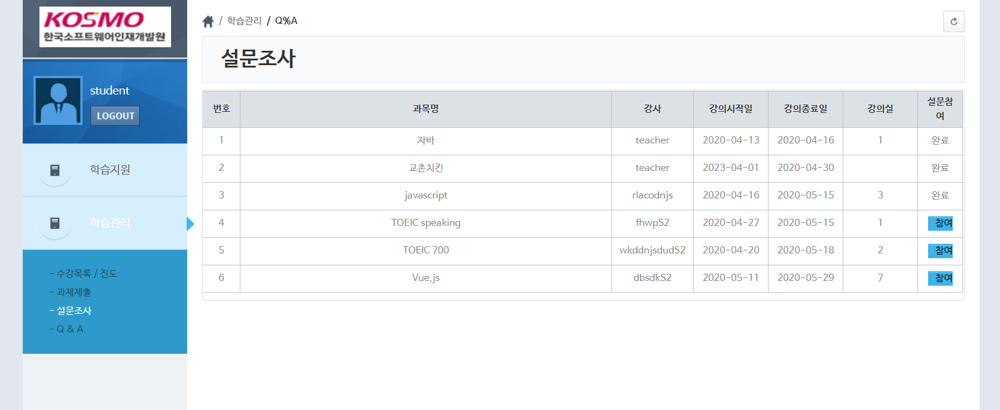 KOSMO
한국소프트웨어인재개발원
student
LOGOUT
학습지원
학습관리
- 수강목록 / 진도
- 과제제출
- 설문조사
- Q & A
/ 학습관리 / Q%A
설문조사
번호 과목명 강사 강의시작일 강의종료일 강의실 설문참
여
1 자바 teacher 2020-04-13 2020-04-16 1 완료
2 교촌치킨 teacher 2023-04-01 2020-04-30 완료
3 javascript rlacodnjs 2020-04-16 2020-05-15 3 완료
4 TOEIC speaking fhwpS2 2020-04-27 2020-05-15 1 참여
5 TOEIC 700 wkddnjsdudS2 2020-04-20 2020-05-18 2 참여
6 Vue.js dbsdkS2 2020-05-11 2020-05-29 7 참여